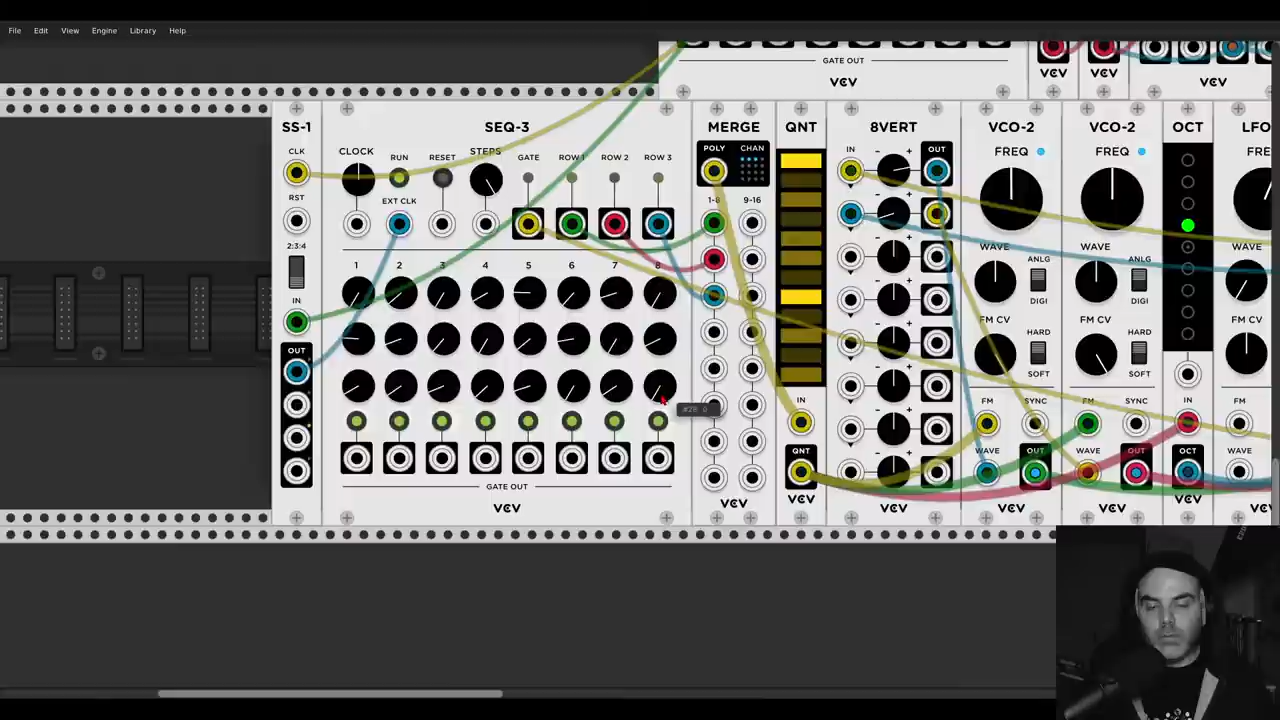 File Edit View Engine Library Help
GATE OUT
VCV
VCV VCV
VCV
SS-1
CLK
RST
2:3:4
IN
OUT
SEQ-3
CLOCK RUN RESET STEPS GATE ROW 1 ROW 2 ROW 3
EXT CLK
1 2 3 4 5 6 7 8
GATE OUT
VCV
MERGE
POLY CHAN
1-8 9-16
VCV
QNT
IN
QNT
VCV
8VERT
IN - + OUT
- +
- +
- +
- +
- +
- +
- +
VCV
VCO-2
FREQ
WAVE
ANLG
DIGI
FM CV
HARD
SOFT
FM SYNC
WAVE OUT
VCV
VCO-2
FREQ
WAVE
ANLG
DIGI
FM CV
HARD
SOFT
FM SYNC
WAVE OUT
VCV
OCT
IN
OCT
VCV
LFO
FRE
WAVE
FM CV
FM
WAVE